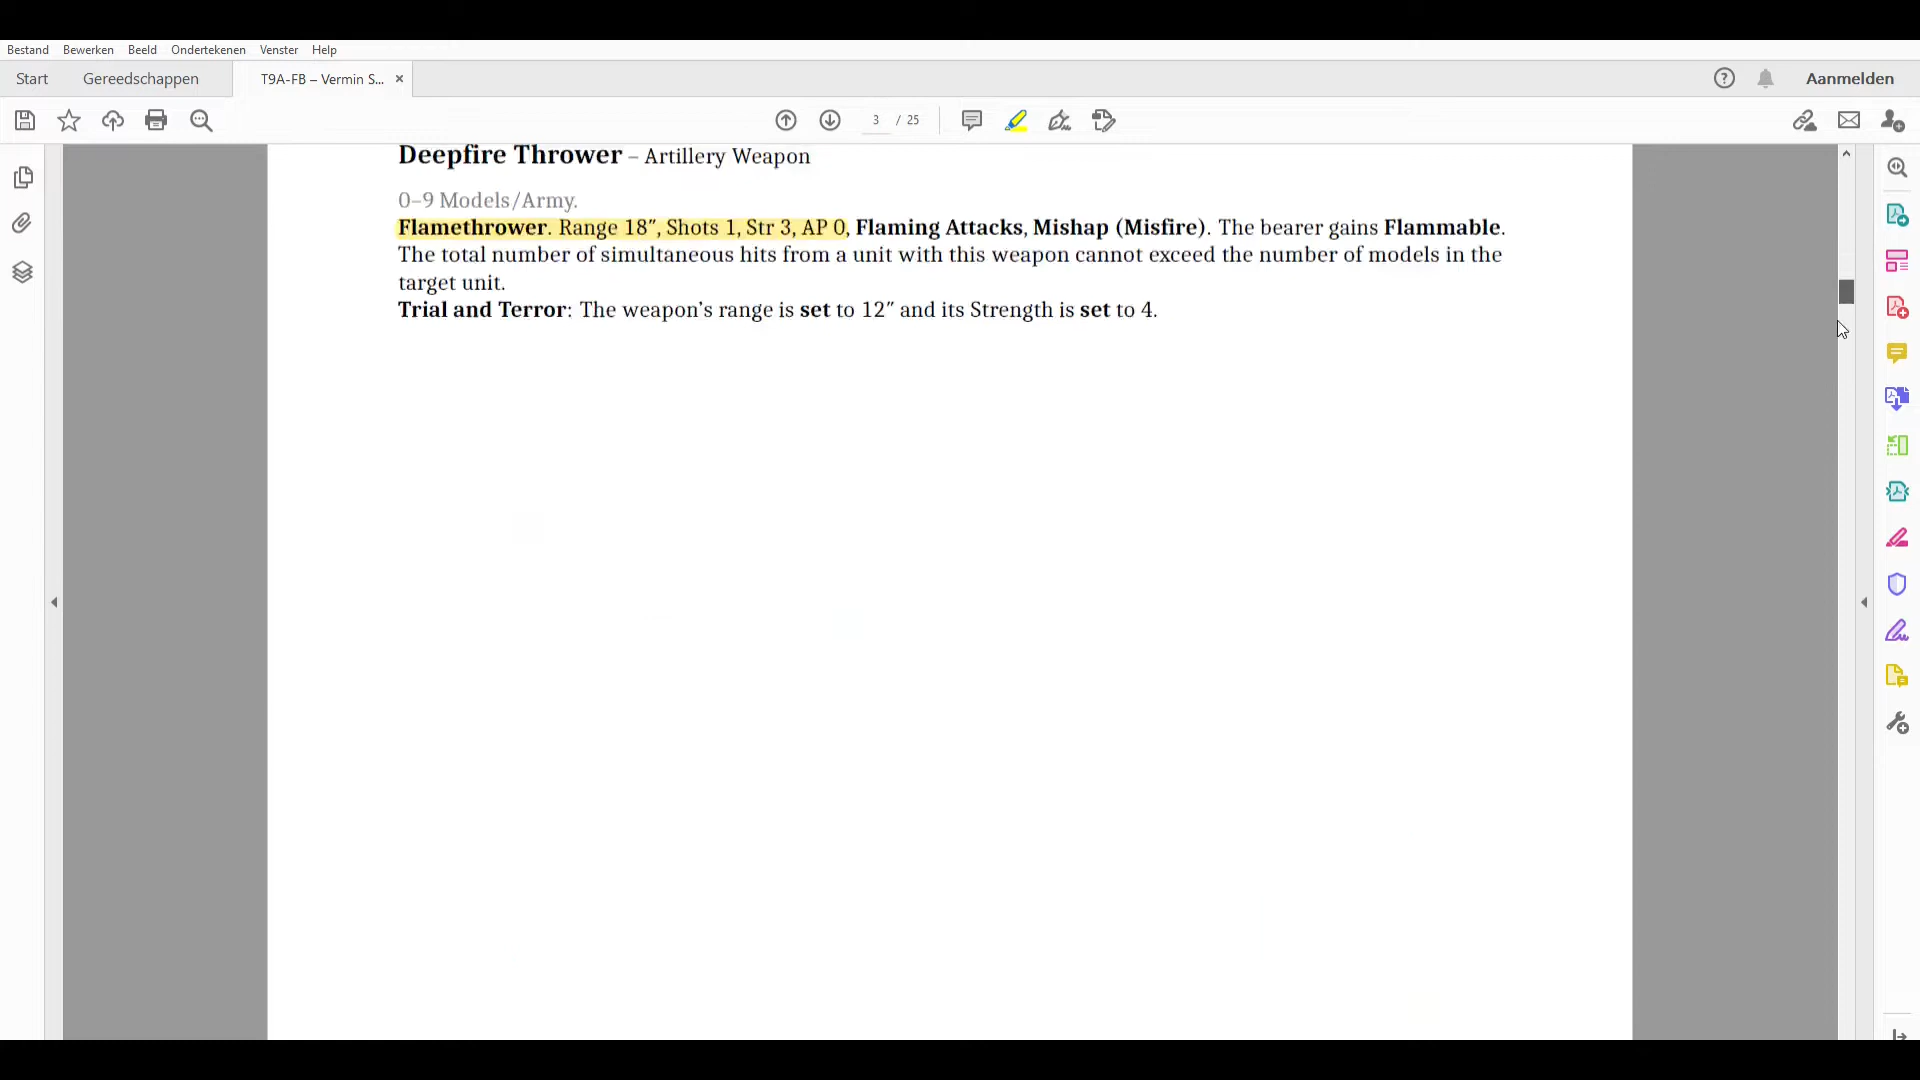 Bestand Bewerken Beeld Ondertekenen Venster Help
Start Gereedschappen T9A-FB – Vermin S... × Aanmelden
3 / 25
Deepfire Thrower – Artillery Weapon
0–9 Models/Army.
Flamethrower. Range 18″, Shots 1, Str 3, AP 0, Flaming Attacks, Mishap (Misfire). The bearer gains Flammable.
The total number of simultaneous hits from a unit with this weapon cannot exceed the number of models in the
target unit.
Trial and Terror: The weapon’s range is set to 12″ and its Strength is set to 4.